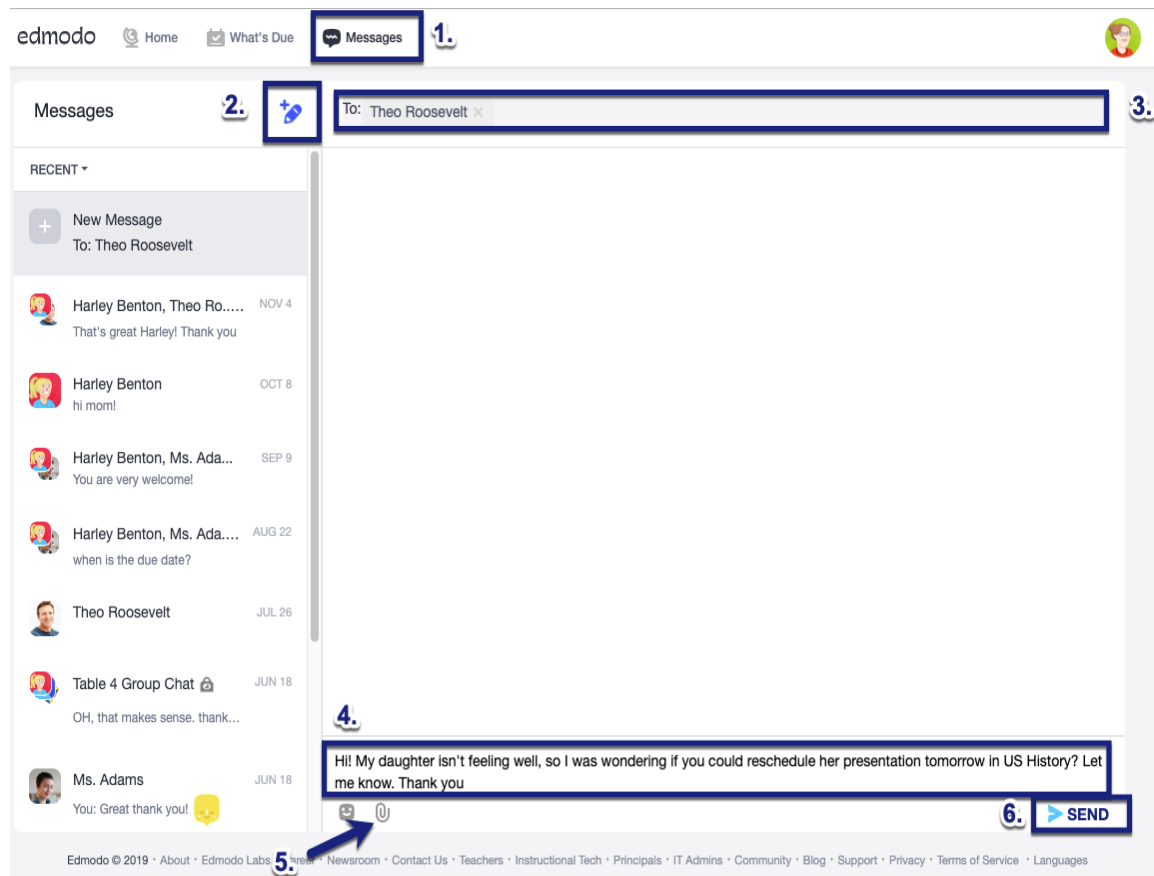 edmodo Home What's Due Messages 1.
Messages 2.
To: Theo Roosevelt × 3.
RECENT
New Message
To: Theo Roosevelt
Harley Benton, Theo Ro..... NOV 4
That's great Harley! Thank you
Harley Benton OCT 8
hi mom!
Harley Benton, Ms. Ada... SEP 9
You are very welcome!
Harley Benton, Ms. Ada.... AUG 22
when is the due date?
Theo Roosevelt JUL 26
Table 4 Group Chat JUN 18
OH, that makes sense. thank...
Ms. Adams JUN 18
You: Great thank you!
4.
Hi! My daughter isn't feeling well, so I was wondering if you could reschedule her presentation tomorrow in US History? Let
me know. Thank you
6. SEND
5.
Edmodo © 2019 · About · Edmodo Labs · Newsroom · Contact Us · Teachers · Instructional Tech · Principals · IT Admins · Community · Blog · Support · Privacy · Terms of Service · Languages